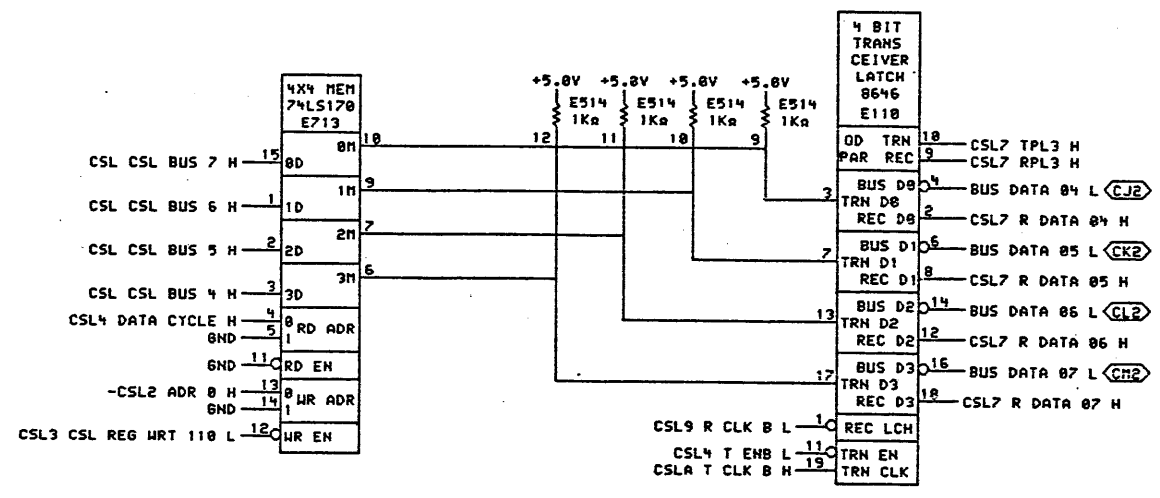 4 BIT
TRANS
CEIVER
LATCH
8646
E110
+5.0V +5.0V +5.0V +5.0V
4X4 MEM
74LS170
E713
E514 1KΩ E514 1KΩ E514 1KΩ E514 1KΩ
12 11 10 9
0M 10
CSL CSL BUS 7 H 15 0D
1M 9
CSL CSL BUS 6 H 1 1D
2M 7
CSL CSL BUS 5 H 2 2D
3M 6
CSL CSL BUS 4 H 3 3D
CSL4 DATA CYCLE H 4 0
RD ADR
GND 5 1
GND 11 RD EN
-CSL2 ADR 0 H 13 0
WR ADR
GND 14 1
CSL3 CSL REG WRT 110 L 12 WR EN
OD TRN 10 CSL7 TPL3 H
PAR REC 9 CSL7 RPL3 H
BUS D0 4 BUS DATA 04 L CJ2
3 TRN D0
REC D0 2 CSL7 R DATA 04 H
BUS D1 6 BUS DATA 05 L CK2
7 TRN D1
REC D1 8 CSL7 R DATA 05 H
BUS D2 14 BUS DATA 06 L CL2
13 TRN D2
REC D2 12 CSL7 R DATA 06 H
BUS D3 16 BUS DATA 07 L CM2
17 TRN D3
REC D3 18 CSL7 R DATA 07 H
CSL9 R CLK B L 1 REC LCH
CSL4 T ENB L 11 TRN EN
CSLA T CLK B H 19 TRN CLK